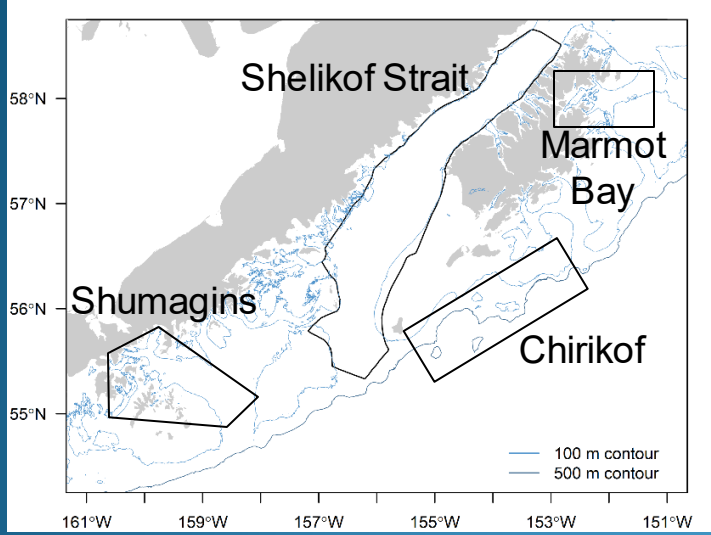 Shelikof Strait
58°N
Marmot
Bay
57°N
56°N
Shumagins
Chirikof
55°N
100 m contour
500 m contour
161°W 159°W 157°W 155°W 153°W 151°W